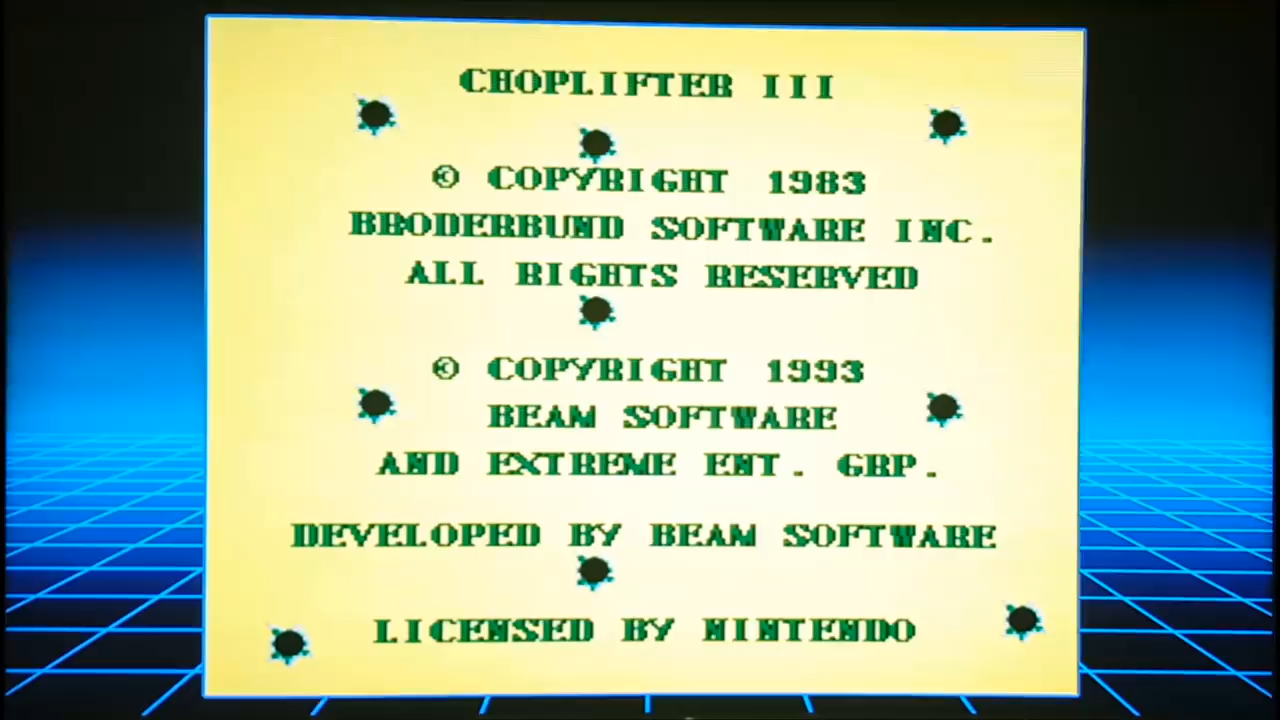 CHOPLIFTER III
© COPYRIGHT 1983
BRODERBUND SOFTWARE INC.
ALL RIGHTS RESERVED
© COPYRIGHT 1993
BEAM SOFTWARE
AND EXTREME ENT. GRP.
DEVELOPED BY BEAM SOFTWARE
LICENSED BY NINTENDO